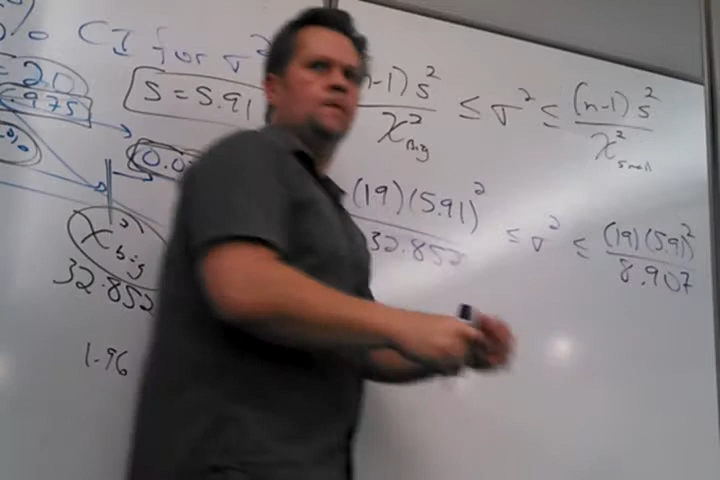 % CI for σ²
= 20
S = 5.91
.975
(n-1) s² / χ²Big ≤ σ² ≤ (n-1) s² / χ²small
(0.0
(19)(5.91)² / 32.852 ≤ σ² ≤ (19)(5.91)² / 8.907
χ²big
32.852
1.96